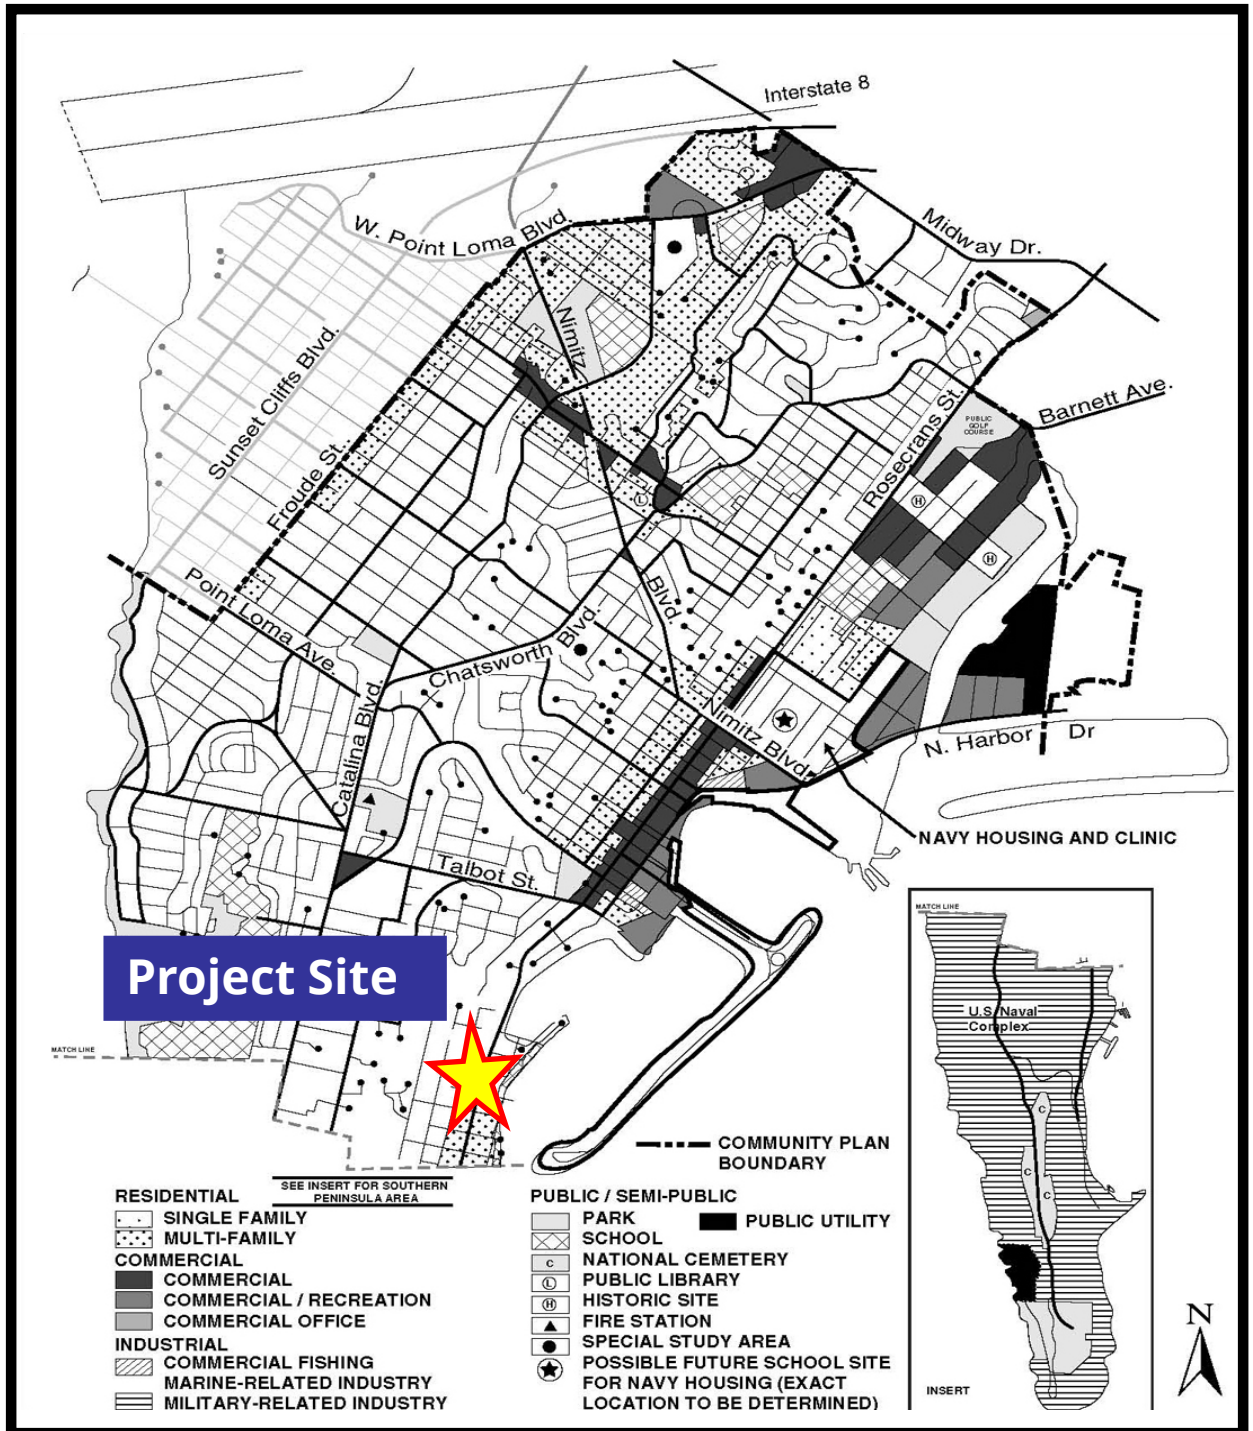 Interstate 8
W. Point Loma Blvd.
Midway Dr.
Nimitz
Sunset Cliffs Blvd.
Barnett Ave.
PUBLIC
GOLF
COURSE
Rosecrans St.
Froude St.
H
L
H
Point Loma Ave.
Blvd.
Chatsworth Blvd.
Catalina Blvd.
Nimitz Blvd.
N. Harbor Dr
NAVY HOUSING AND CLINIC
Talbot St.
Project Site
MATCH LINE
MATCH LINE
U.S. Naval
Complex
C
C
C
INSERT
N
COMMUNITY PLAN
BOUNDARY
SEE INSERT FOR SOUTHERN
PENINSULA AREA
RESIDENTIAL
SINGLE FAMILY
MULTI-FAMILY
COMMERCIAL
COMMERCIAL
COMMERCIAL / RECREATION
COMMERCIAL OFFICE
INDUSTRIAL
COMMERCIAL FISHING
MARINE-RELATED INDUSTRY
MILITARY-RELATED INDUSTRY
PUBLIC / SEMI-PUBLIC
PARK
PUBLIC UTILITY
SCHOOL
C NATIONAL CEMETERY
L PUBLIC LIBRARY
H HISTORIC SITE
FIRE STATION
SPECIAL STUDY AREA
POSSIBLE FUTURE SCHOOL SITE
FOR NAVY HOUSING (EXACT
LOCATION TO BE DETERMINED)